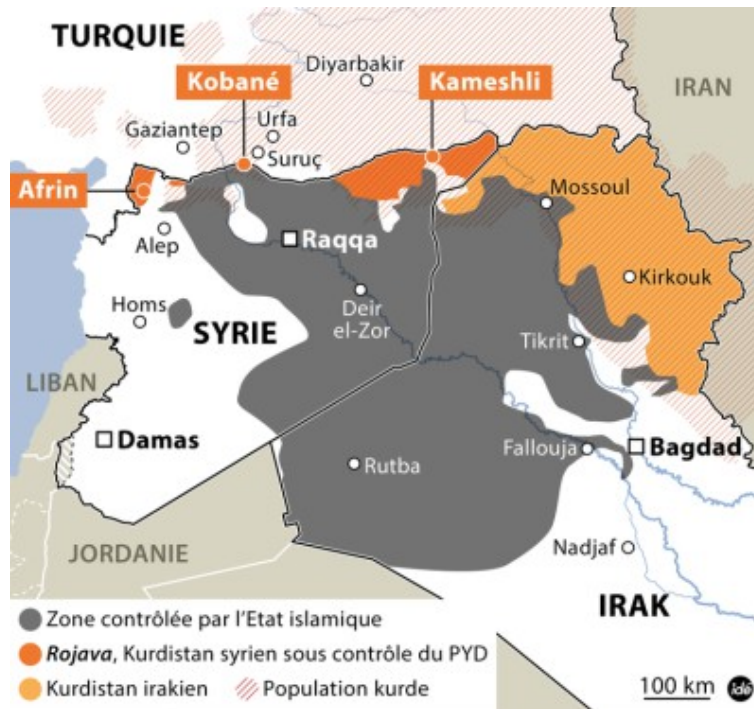 TURQUIE
Diyarbakir
IRAN
Kobané
Kameshli
Urfa
Gaziantep
Suruç
Afrin
Mossoul
Alep
Raqqa
Kirkouk
Homs
Deir
el-Zor
SYRIE
Tikrit
LIBAN
Damas
Fallouja
Bagdad
Rutba
JORDANIE
Nadjaf
IRAK
Zone contrôlée par l'Etat islamique
Rojava, Kurdistan syrien sous contrôle du PYD
Kurdistan irakien
Population kurde
100 km
idé